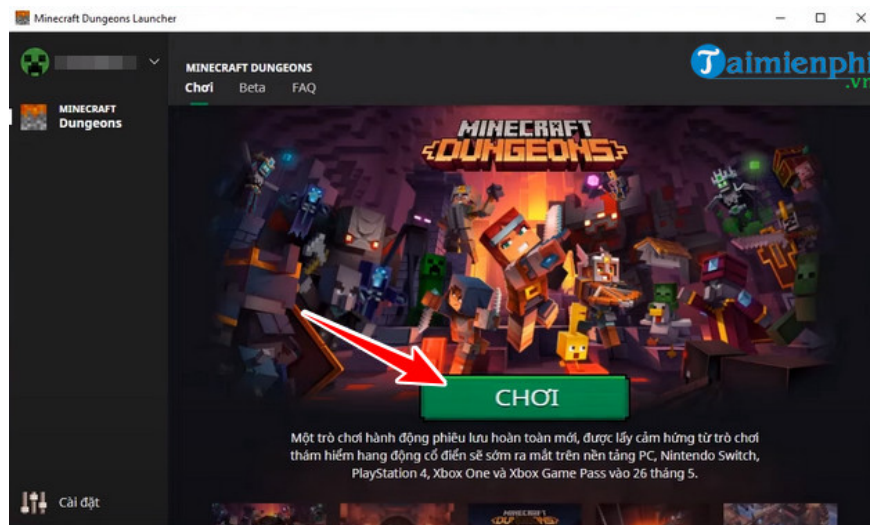 Minecraft Dungeons Launcher
Taimienphi
.vn
MINECRAFT DUNGEONS
Chơi Beta FAQ
MINECRAFT
Dungeons
MINECRAFT
DUNGEONS
CHƠI
Một trò chơi hành động phiêu lưu hoàn toàn mới, được lấy cảm hứng từ trò chơi
thám hiểm hang động cổ điển sẽ sớm ra mắt trên nền tảng PC, Nintendo Switch,
PlayStation 4, Xbox One và Xbox Game Pass vào 26 tháng 5.
Cài đặt
MINECRAFT
DUNGEONS